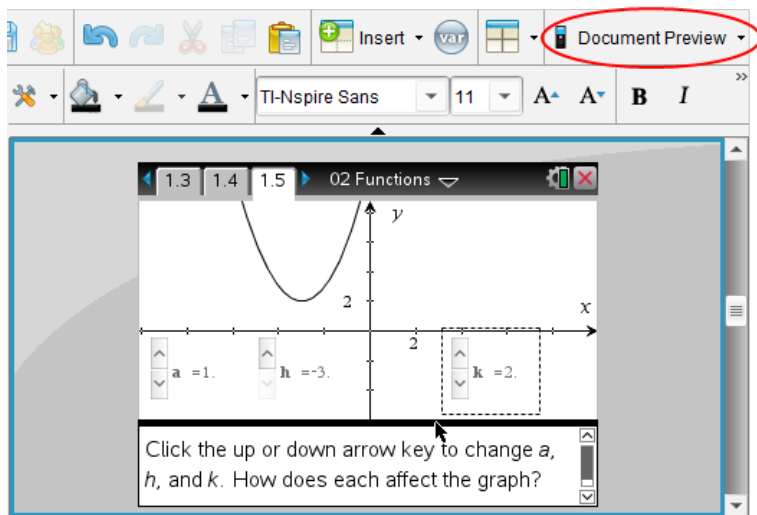 Insert var Document Preview
TI-Nspire Sans 11 A A B I
1.3 1.4 1.5 02 Functions
y
2
x
2
a =1. h =-3. k =2.
Click the up or down arrow key to change a,
h, and k. How does each affect the graph?